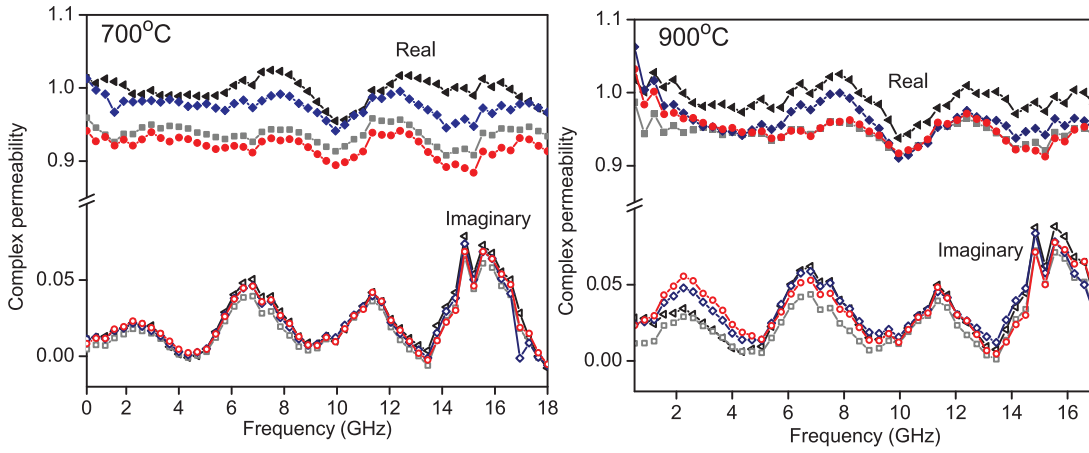 700°C
Real
Imaginary
Complex permeability
1.1
1.0
0.9
0.05
0.00
0 2 4 6 8 10 12 14 16 18
Frequency (GHz)
900°C
Real
Imaginary
Complex permeability
1.1
1.0
0.9
0.05
0.00
2 4 6 8 10 12 14 16
Frequency (GHz)